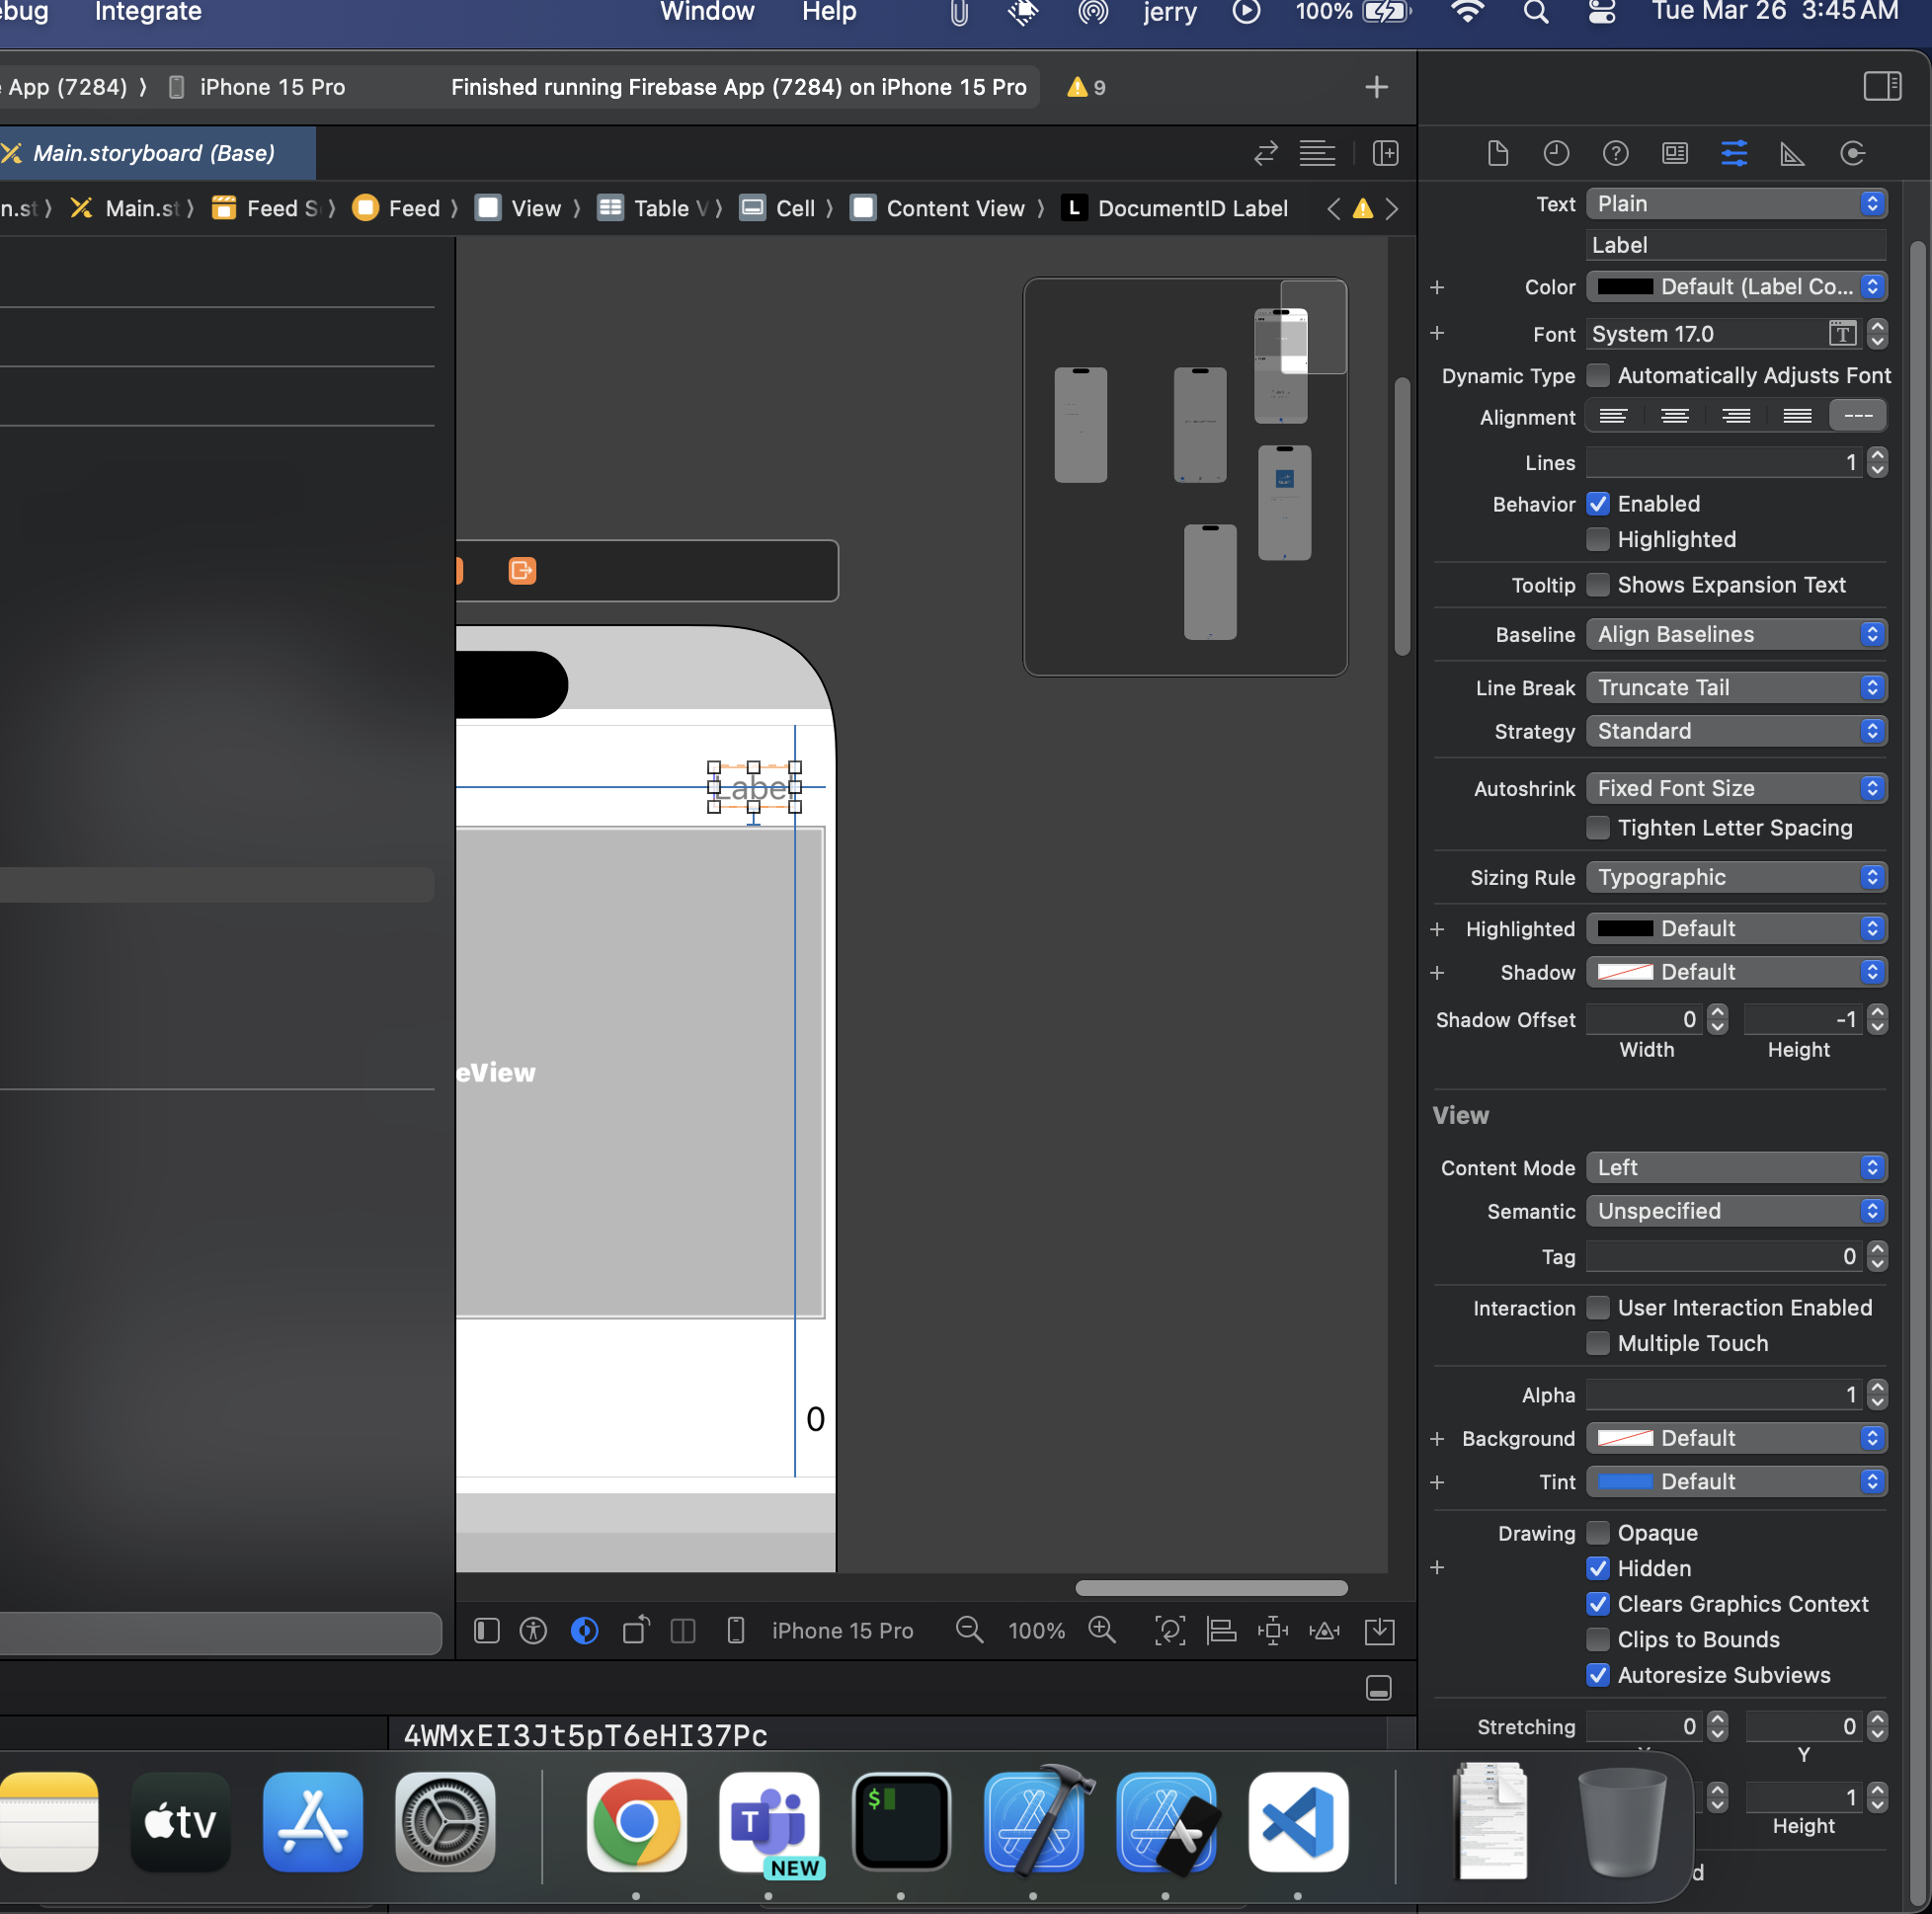 ebug Integrate Window Help jerry 100% Tue Mar 26 3:45 AM
App (7284) iPhone 15 Pro Finished running Firebase App (7284) on iPhone 15 Pro 9
Main.storyboard (Base)
n.st Main.st Feed S Feed View Table V Cell Content View L DocumentID Label
Text Plain
Label
Color Default (Label Co...
Font System 17.0
Dynamic Type Automatically Adjusts Font
Alignment
Lines 1
Behavior Enabled
Highlighted
Tooltip Shows Expansion Text
Baseline Align Baselines
Line Break Truncate Tail
Strategy Standard
Autoshrink Fixed Font Size
Tighten Letter Spacing
Sizing Rule Typographic
Highlighted Default
Shadow Default
Shadow Offset 0 -1
Width Height
View
Content Mode Left
Semantic Unspecified
Tag 0
Interaction User Interaction Enabled
Multiple Touch
Alpha 1
Background Default
Tint Default
Drawing Opaque
Hidden
Clears Graphics Context
Clips to Bounds
Autoresize Subviews
Stretching 0 0
Y
1
Height
Label
eView
0
iPhone 15 Pro 100%
4WMxEI3Jt5pT6eHI37Pc
tv
T
NEW
$